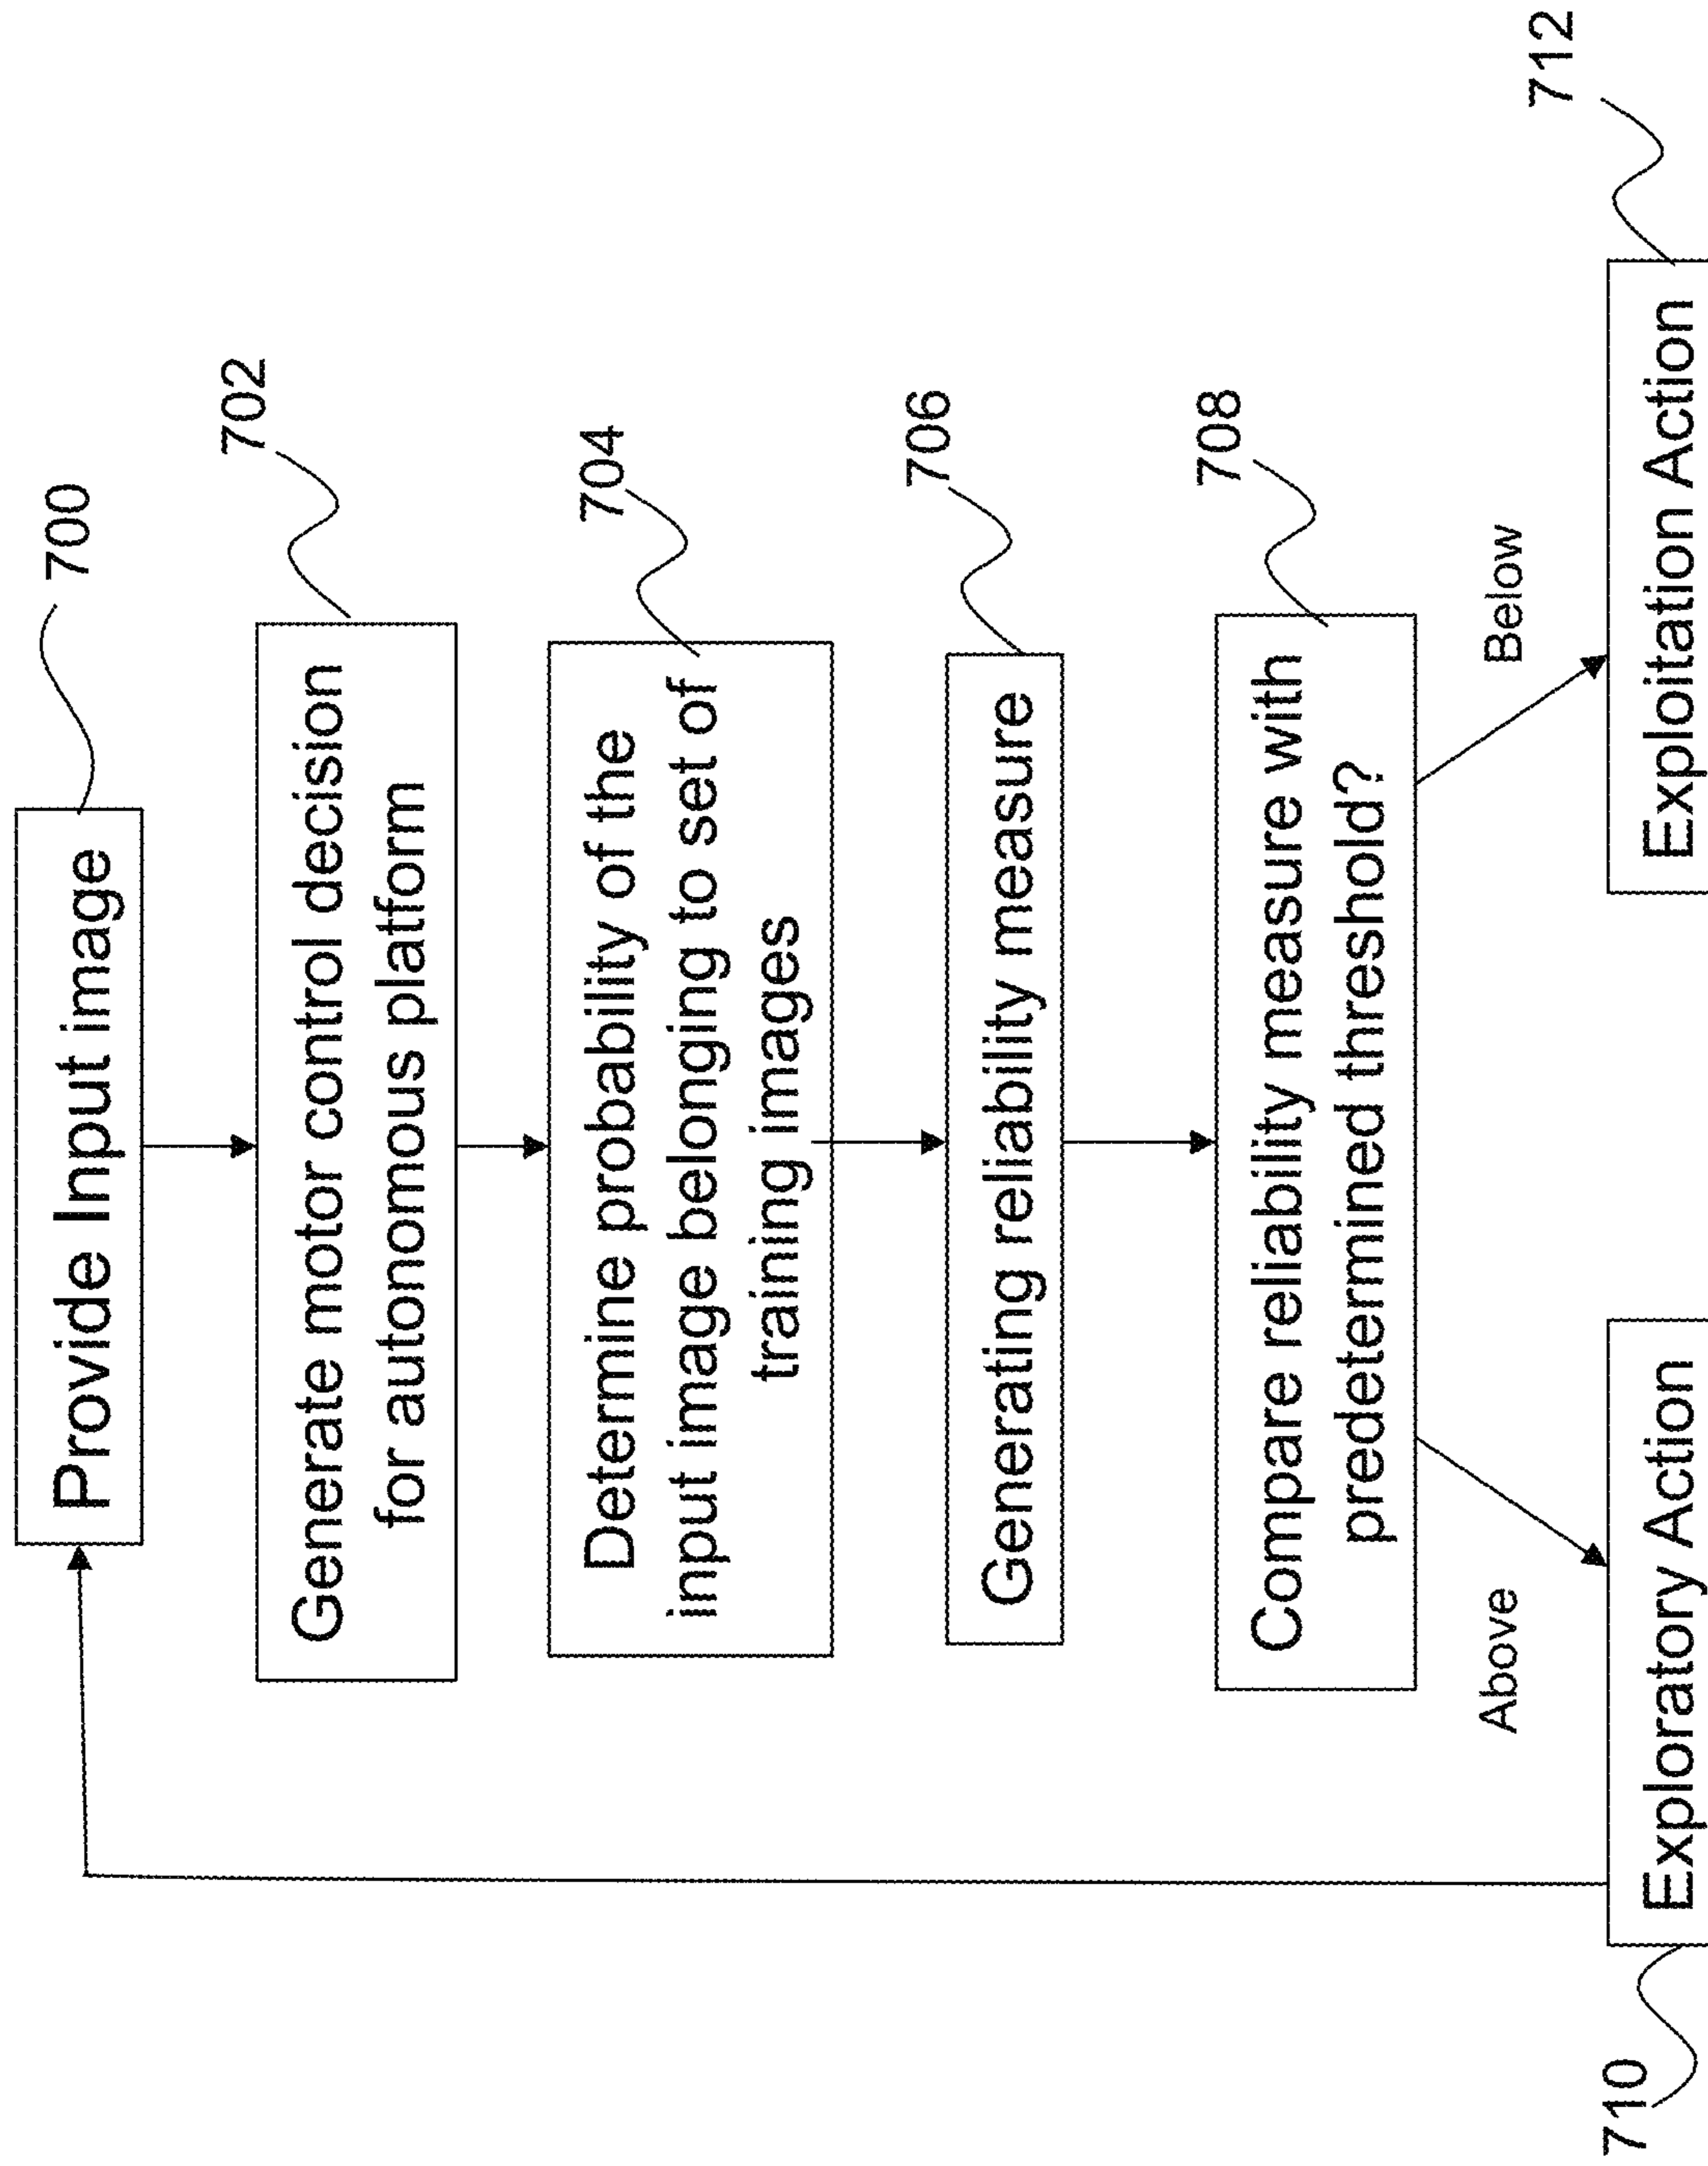 Provide Input image
700
Generate motor control decision
for autonomous platform
702
Determine probability of the
input image belonging to set of
training images
704
Generating reliability measure
706
Compare reliability measure with
predetermined threshold?
708
Above
Below
710
Exploratory Action
Exploitation Action
712